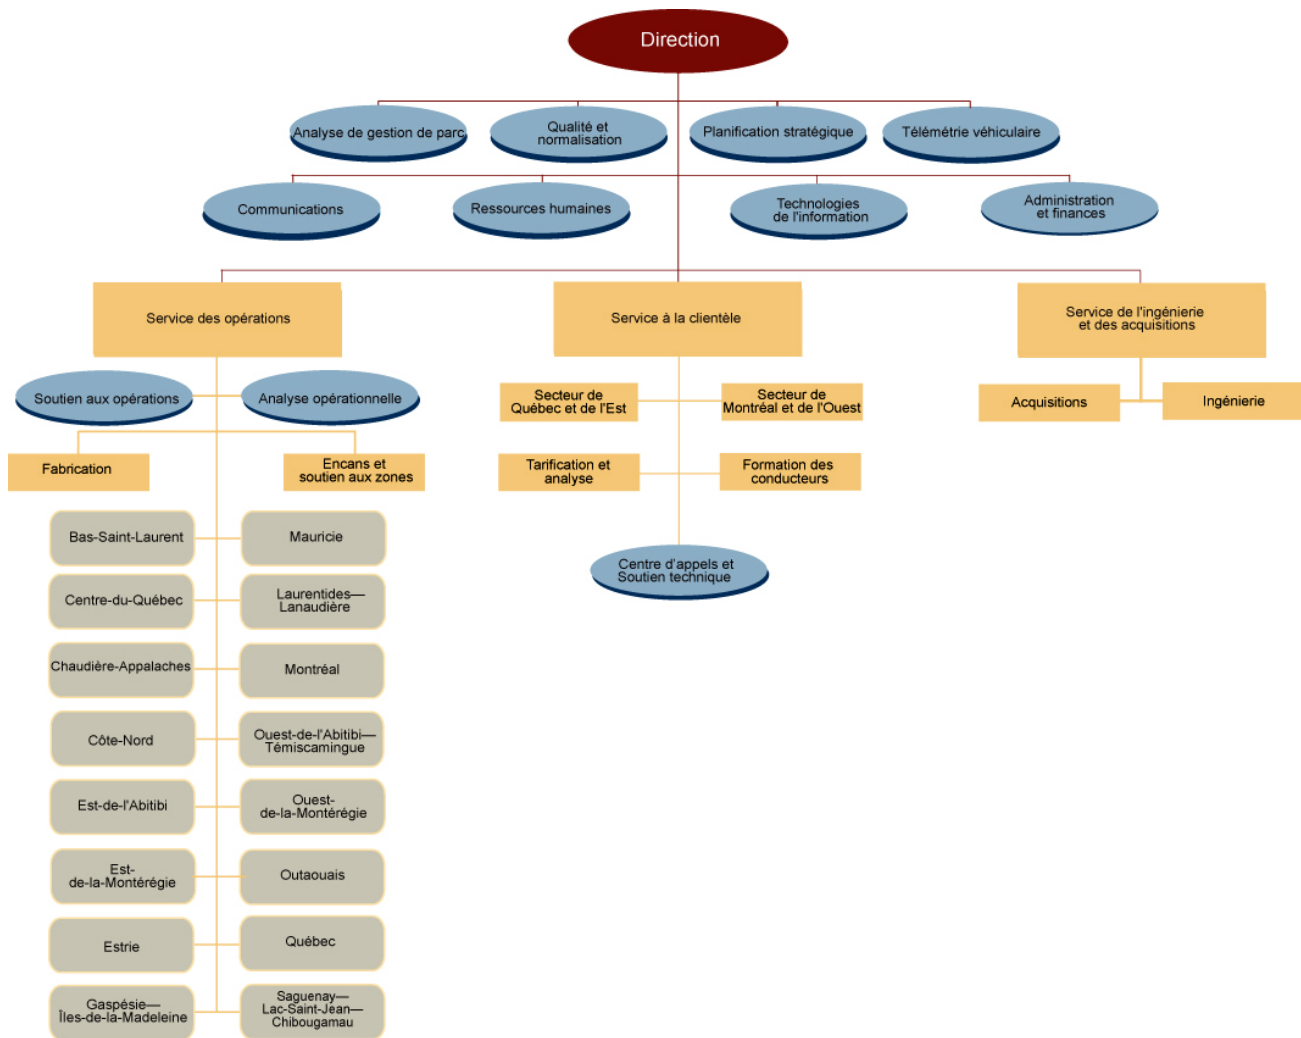 Direction
Analyse de gestion de parc
Qualité et
normalisation
Planification stratégique
Télémétrie véhiculaire
Communications
Ressources humaines
Technologies
de l'information
Administration
et finances
Service des opérations
Service à la clientèle
Service de l'ingénierie
et des acquisitions
Soutien aux opérations
Analyse opérationnelle
Secteur de
Québec et de l'Est
Secteur de
Montréal et de l'Ouest
Acquisitions
Ingénierie
Fabrication
Encans et
soutien aux zones
Tarification et
analyse
Formation des
conducteurs
Centre d'appels et
Soutien technique
Bas-Saint-Laurent
Mauricie
Centre-du-Québec
Laurentides—
Lanaudière
Chaudière-Appalaches
Montréal
Côte-Nord
Ouest-de-l'Abitibi—
Témiscamingue
Est-de-l'Abitibi
Ouest-
de-la-Montérégie
Est-
de-la-Montérégie
Outaouais
Estrie
Québec
Gaspésie—
Îles-de-la-Madeleine
Saguenay—
Lac-Saint-Jean—
Chibougamau